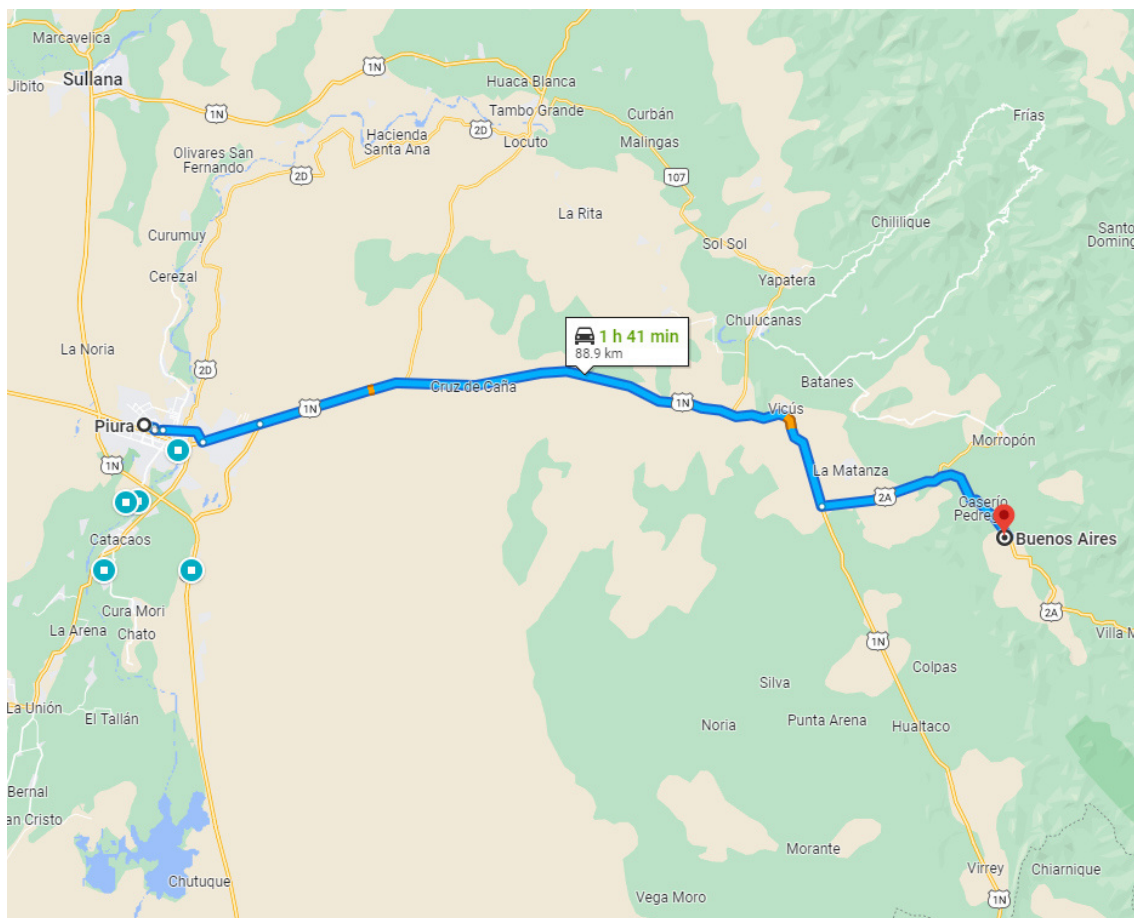 Marcavelica
Sullana
Jibito
1N
Huaca Blanca
1N
Tambo Grande
Curbán
Frías
Hacienda
Santa Ana
2D
Locuto
Malingas
Olivares San
Fernando
2D
107
La Rita
Chililique
Santo
Doming
Curumuy
Sol Sol
Cerezal
Yapatera
Chulucanas
La Noria
1 h 41 min
88.9 km
2D
Cruz de Caña
Batanes
1N
1N
Vicús
Piura
Morropón
1N
La Matanza
2A
Caserío
Catacaos
Buenos Aires
Cura Mori
2A
La Arena
Chato
Villa M
1N
Colpas
Silva
La Unión
El Tallán
Noria
Punta Arena
Hualtaco
Bernal
an Cristo
Morante
Virrey
Chiarnique
Chutuque
Vega Moro
1N